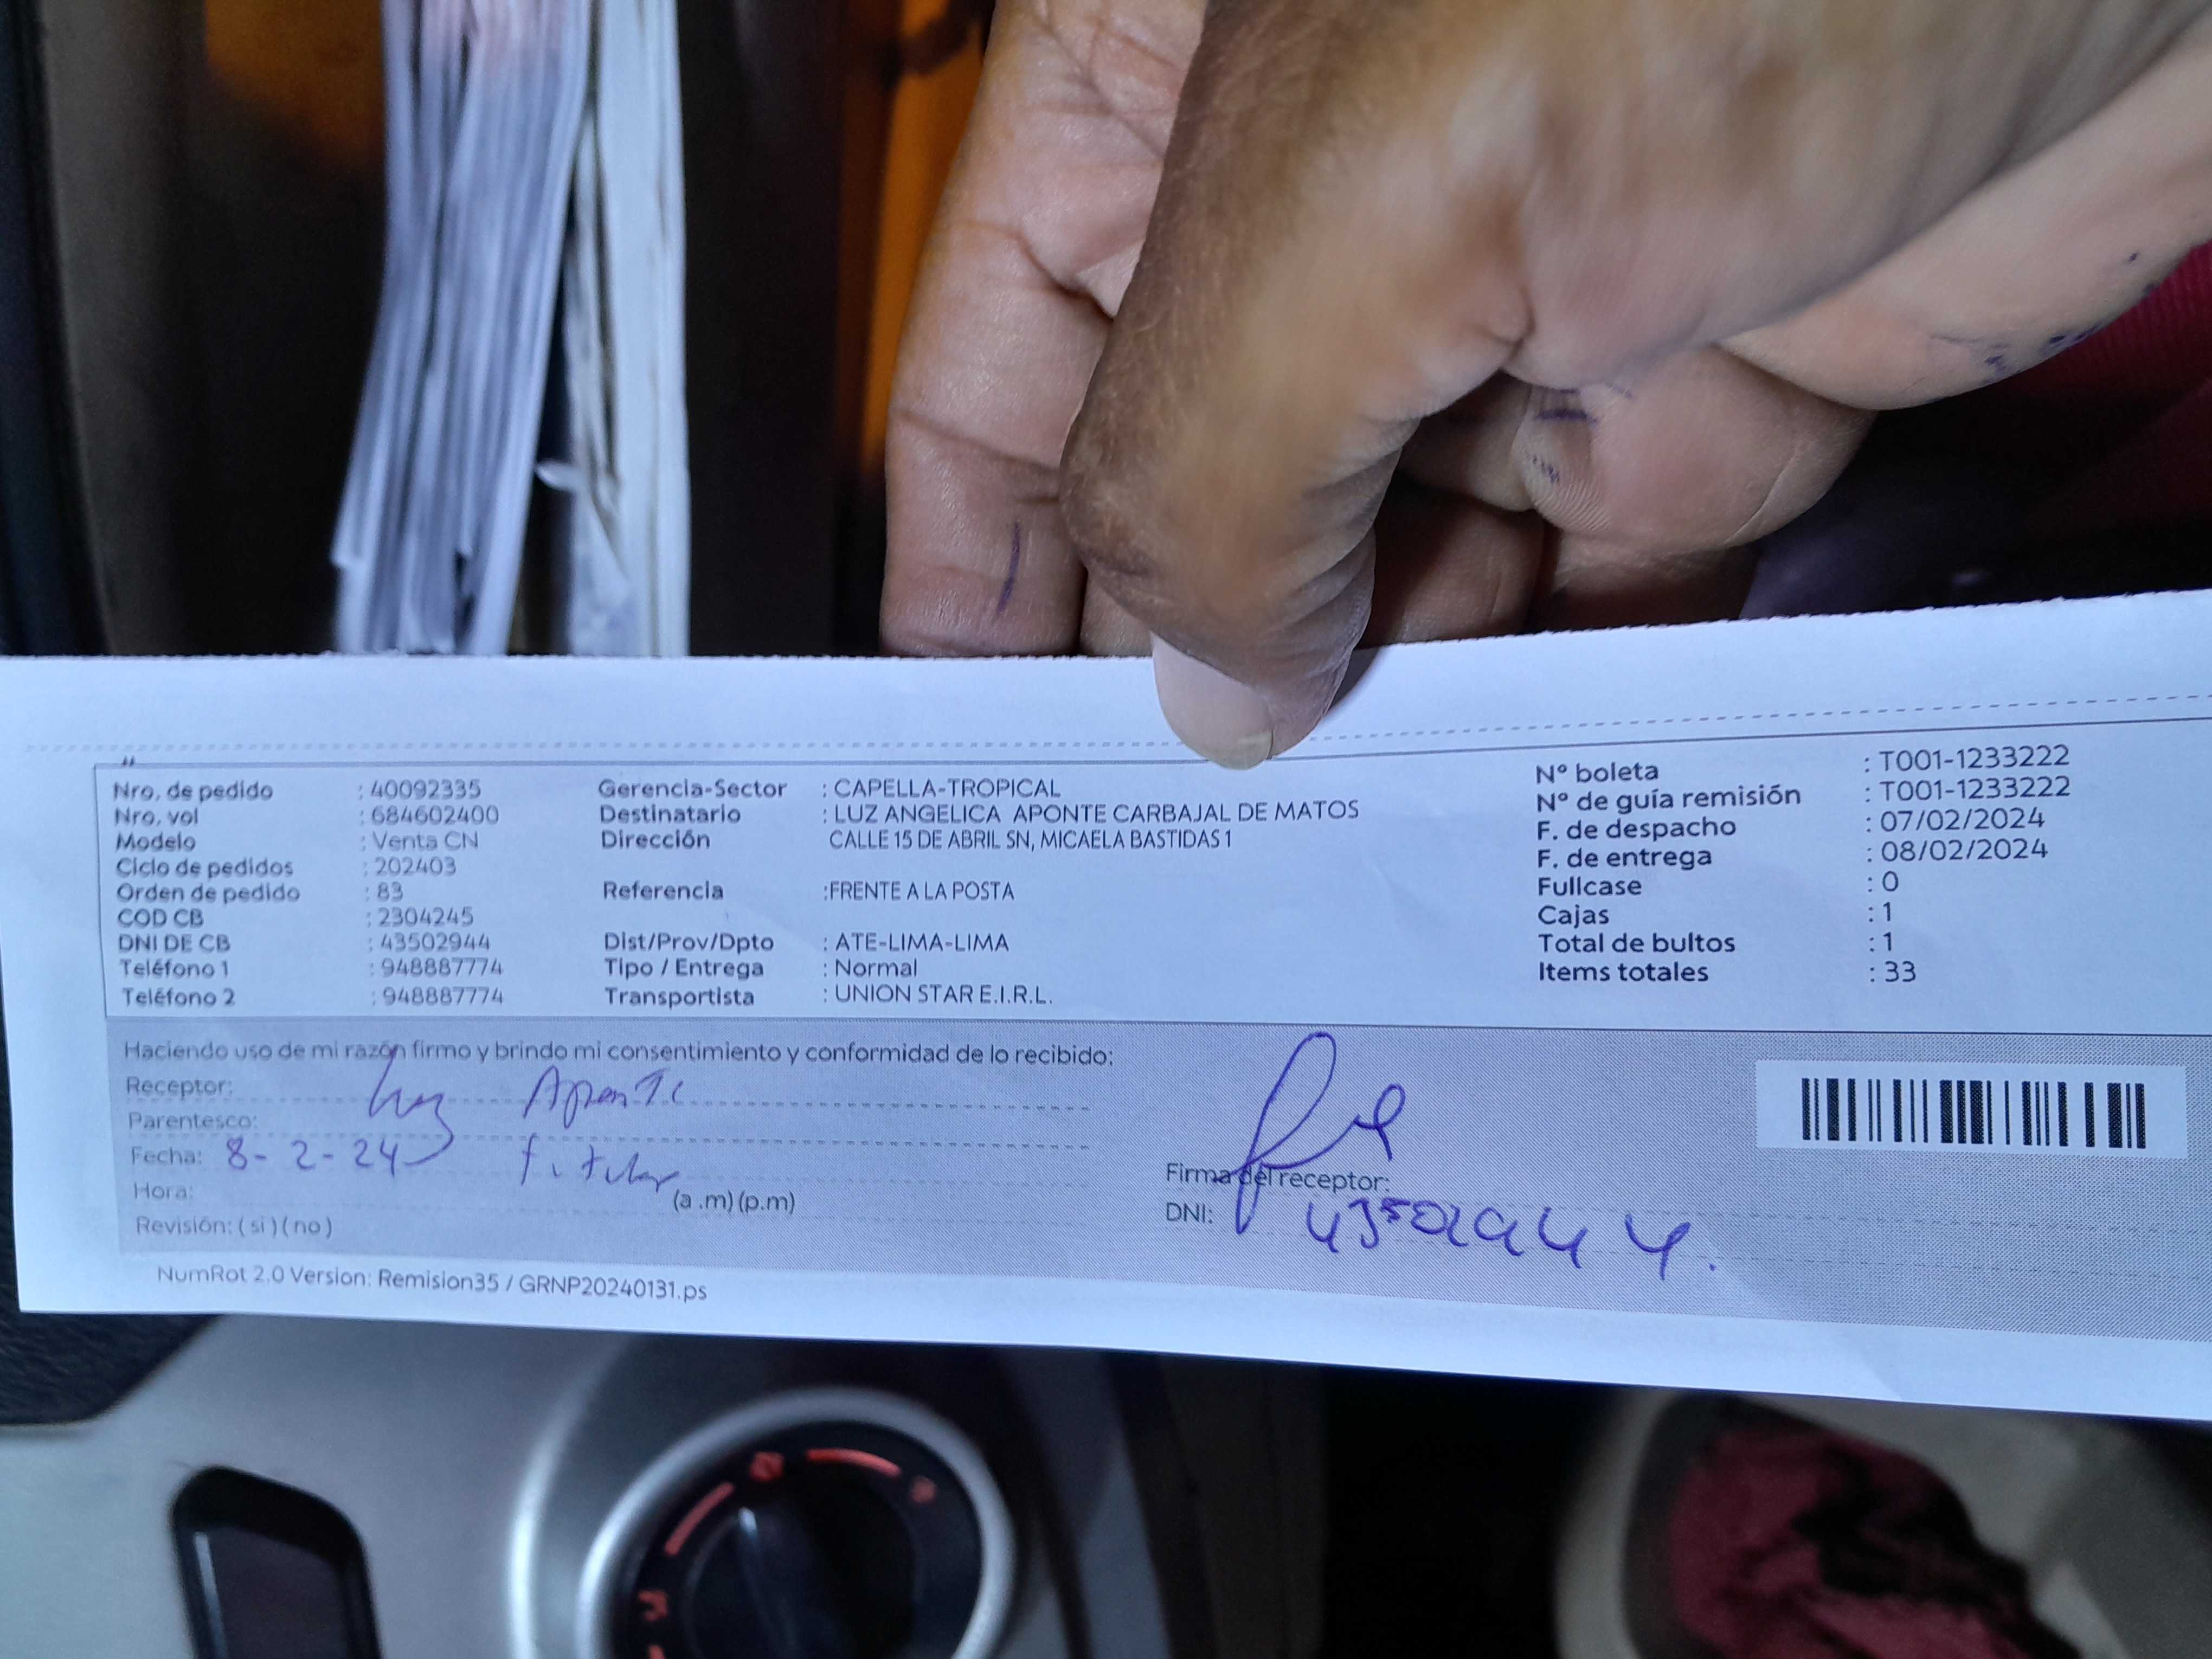 Nro. de pedido : 40092335
Nro. vol : 684602400
Modelo : Venta CN
Ciclo de pedidos : 202403
Orden de pedido : 83
COD CB : 2304245
DNI DE CB : 43502944
Teléfono 1 : 948887774
Teléfono 2 : 948887774
Gerencia-Sector : CAPELLA-TROPICAL
Destinatario : LUZ ANGELICA APONTE CARBAJAL DE MATOS
Dirección CALLE 15 DE ABRIL SN, MICAELA BASTIDAS 1
Referencia :FRENTE A LA POSTA
Dist/Prov/Dpto : ATE-LIMA-LIMA
Tipo / Entrega : Normal
Transportista : UNION STAR E.I.R.L.
N° boleta : T001-1233222
N° de guía remisión : T001-1233222
F. de despacho : 07/02/2024
F. de entrega : 08/02/2024
Fullcase : 0
Cajas : 1
Total de bultos : 1
Items totales : 33
Haciendo uso de mi razón firmo y brindo mi consentimiento y conformidad de lo recibido:
Receptor: Luz Aponte
Parentesco:
Fecha: 8-2-24 titular
Hora: (a .m) (p.m)
Revisión: ( si ) ( no )
Firma del receptor:
DNI: 43502944.
NumRot 2.0 Version: Remision35 / GRNP20240131.ps